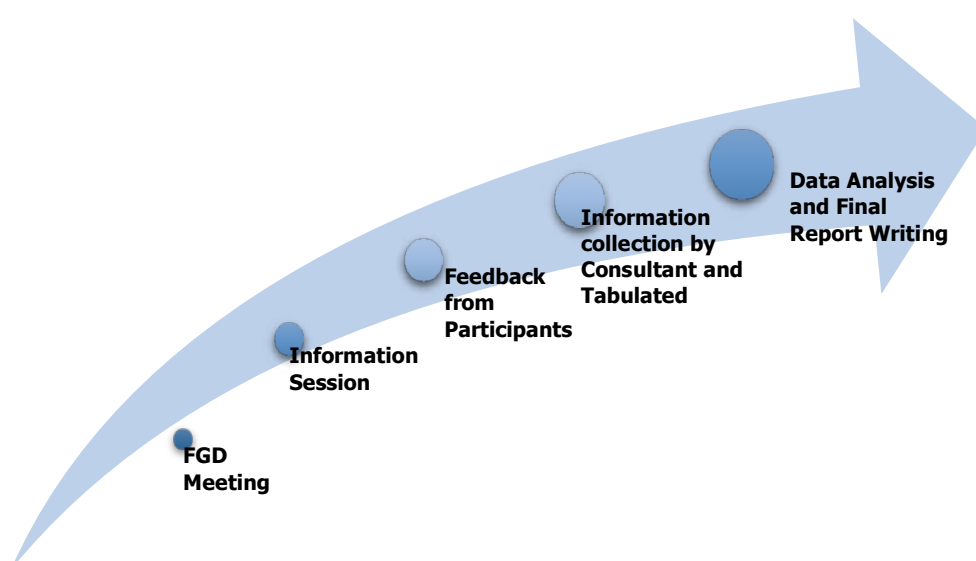 FGD
Meeting
Information
Session
Feedback
from
Participants
Information
collection by
Consultant and
Tabulated
Data Analysis
and Final
Report Writing